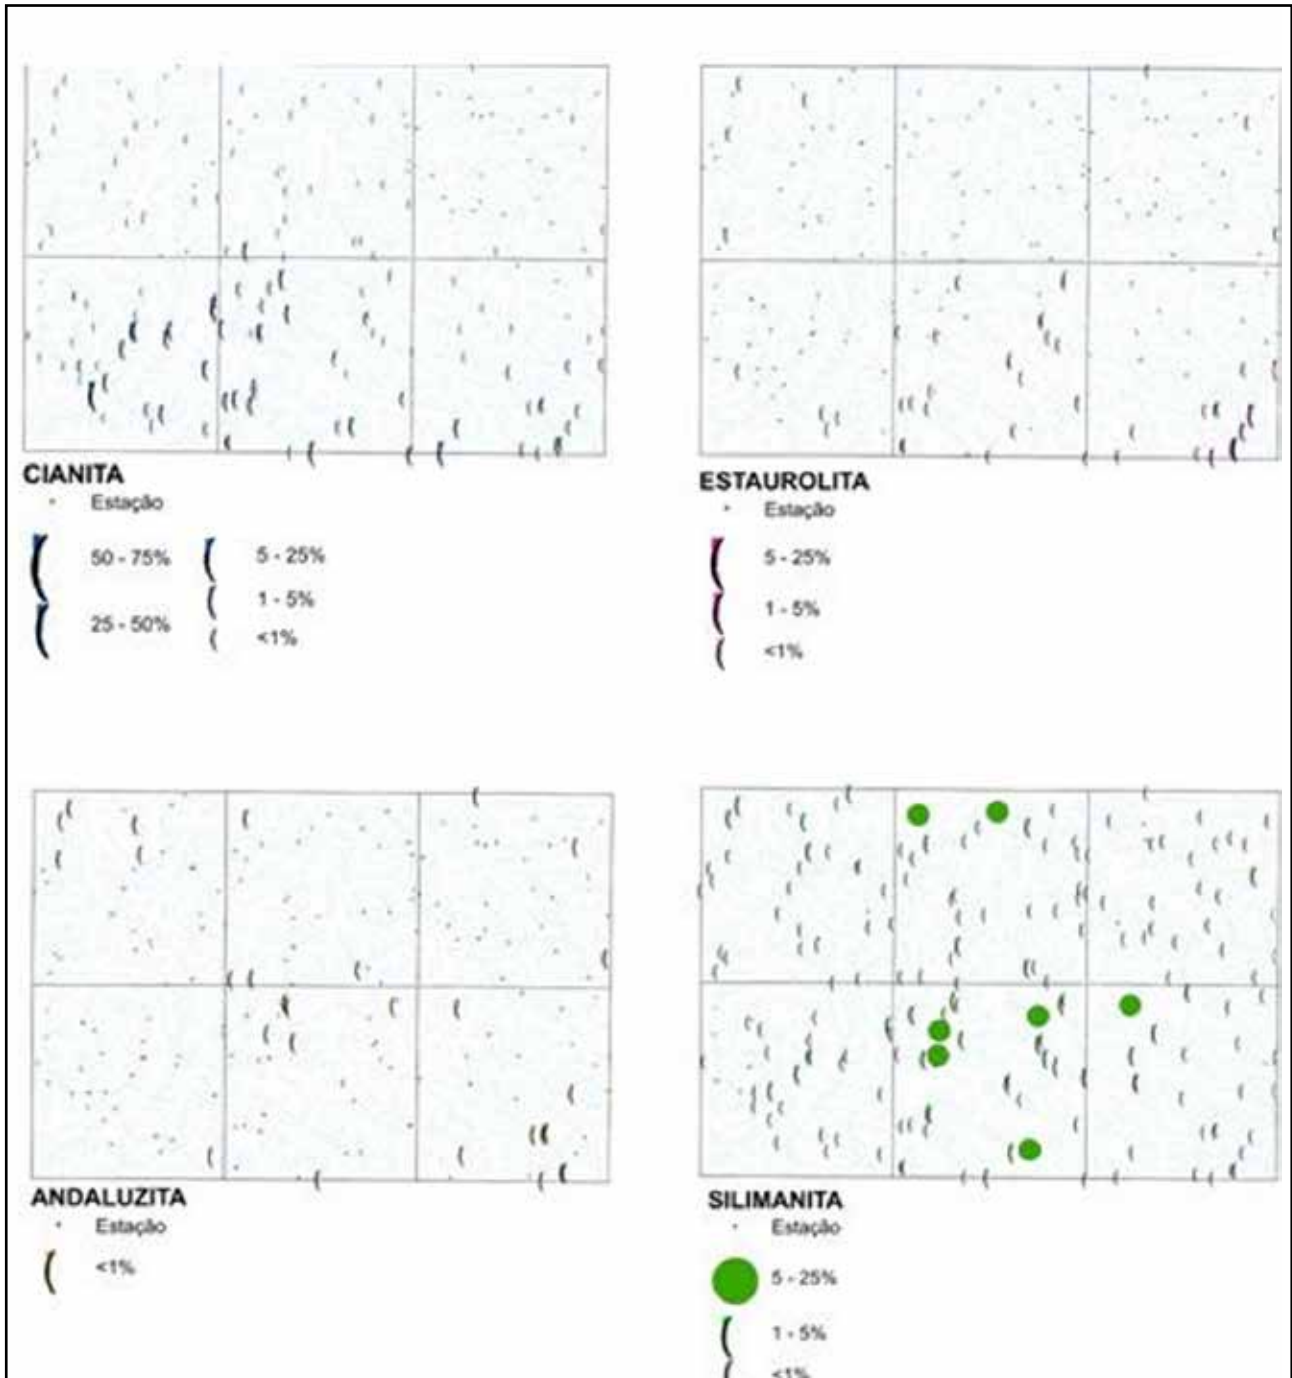 CIANITA
Estação
50 - 75%
5 - 25%
1 - 5%
25 - 50%
<1%
ESTAUROLITA
Estação
5 - 25%
1 - 5%
<1%
ANDALUZITA
Estação
<1%
SILIMANITA
Estação
5 - 25%
1 - 5%
<1%